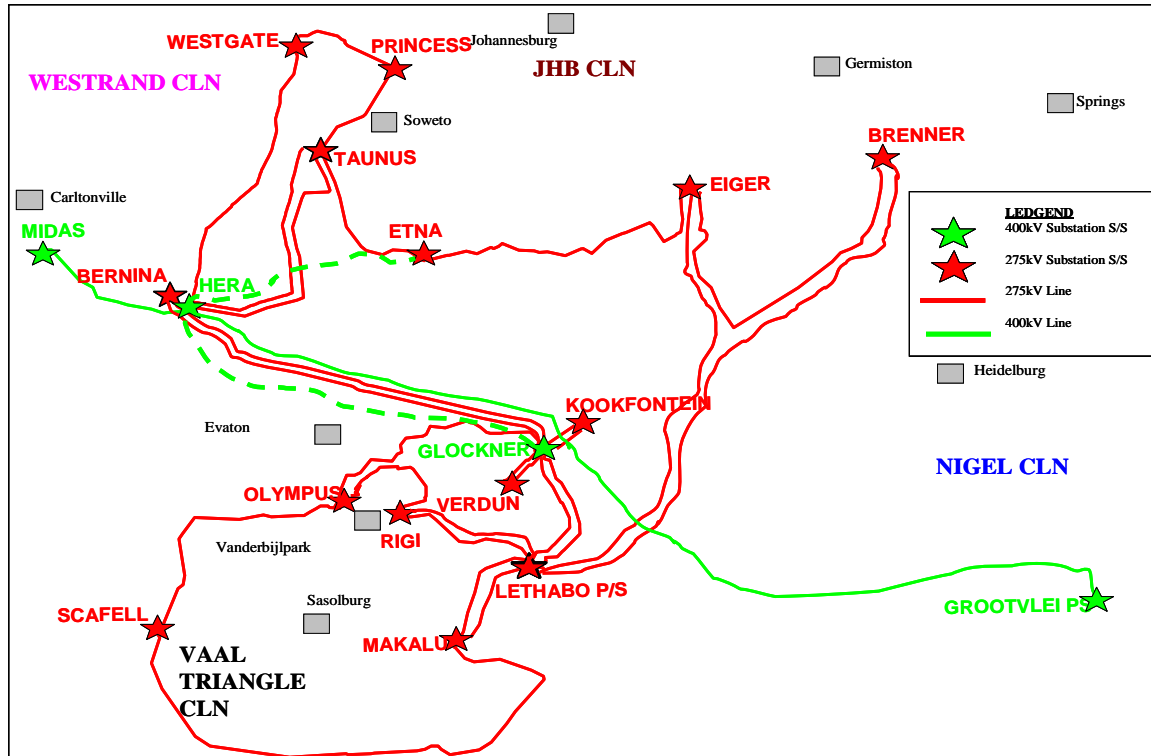 WESTGATE
PRINCESS
Johannesburg
JHB CLN
WESTRAND CLN
Germiston
Springs
Soweto
TAUNUS
BRENNER
EIGER
Carltonville
MIDAS
ETNA
BERNINA
HERA
LEDGEND
400kV Substation S/S
275kV Substation S/S
275kV Line
400kV Line
Heidelburg
KOOKFONTEIN
Evaton
GLOCKNER
NIGEL CLN
OLYMPUS
VERDUN
RIGI
Vanderbijlpark
LETHABO P/S
SCAFELL
Sasolburg
GROOTVLEI PS
MAKALU
VAAL
TRIANGLE
CLN